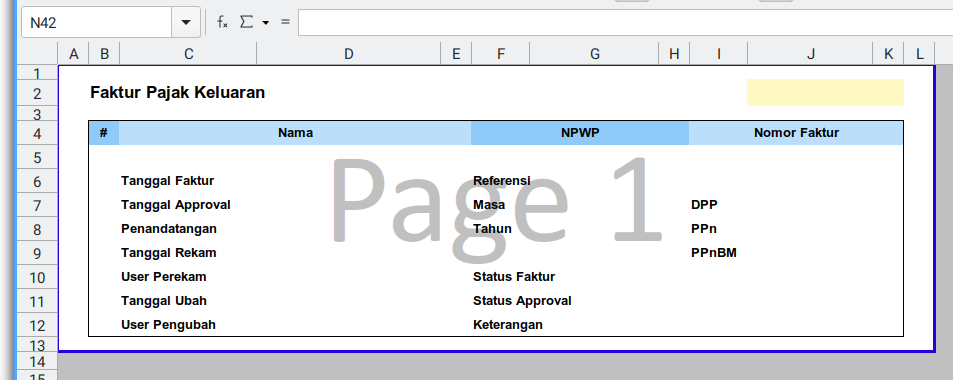 N42 fx Σ =
A B C D E F G H I J K L
1
2 Faktur Pajak Keluaran
3
4 # Nama NPWP Nomor Faktur
5
Page 1
6 Tanggal Faktur Referensi
7 Tanggal Approval Masa DPP
8 Penandatangan Tahun PPn
9 Tanggal Rekam PPnBM
10 User Perekam Status Faktur
11 Tanggal Ubah Status Approval
12 User Pengubah Keterangan
13
14
15